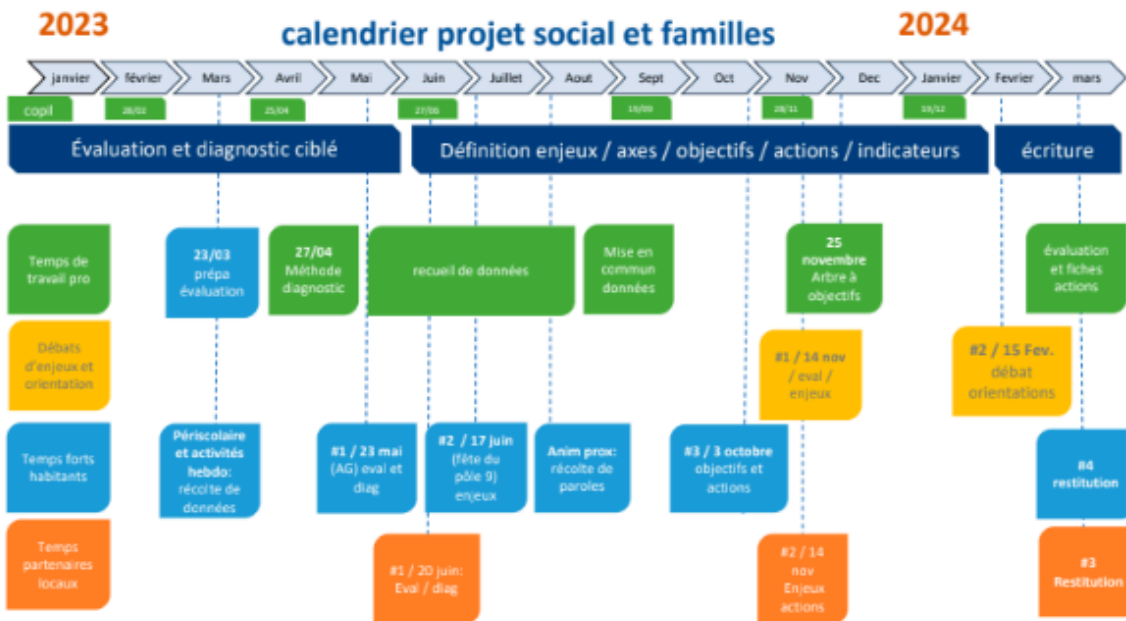 2023
calendrier projet social et familles
2024
janvier
février
Mars
Avril
Mai
Juin
Juillet
Aout
Sept
Oct
Nov
Dec
Janvier
Fevrier
mars
copil
28/02
25/04
27/06
19/09
28/11
19/12
Évaluation et diagnostic ciblé
Définition enjeux / axes / objectifs / actions / indicateurs
écriture
Temps de
travail pro
23/03
prépa
évaluation
27/04
Méthode
diagnostic
recueil de données
Mise en
commun
données
25
novembre
Arbre à
objectifs
évaluation
et fiches
actions
Débats
d'enjeux et
orientation
#1 / 14 nov
/ eval /
enjeux
#2 / 15 Fev.
débat
orientations
Temps forts
habitants
Périscolaire
et activités
hebdo:
récolte de
données
#1 / 23 mai
(AG) eval et
diag
#2 / 17 juin
(fête du
pôle 9)
enjeux
Anim prox:
récolte de
paroles
#3 / 3 octobre
objectifs et
actions
#4
restitution
Temps
partenaires
locaux
#1 / 20 juin:
Eval / diag
#2 / 14
nov
Enjeux
actions
#3
Restitution